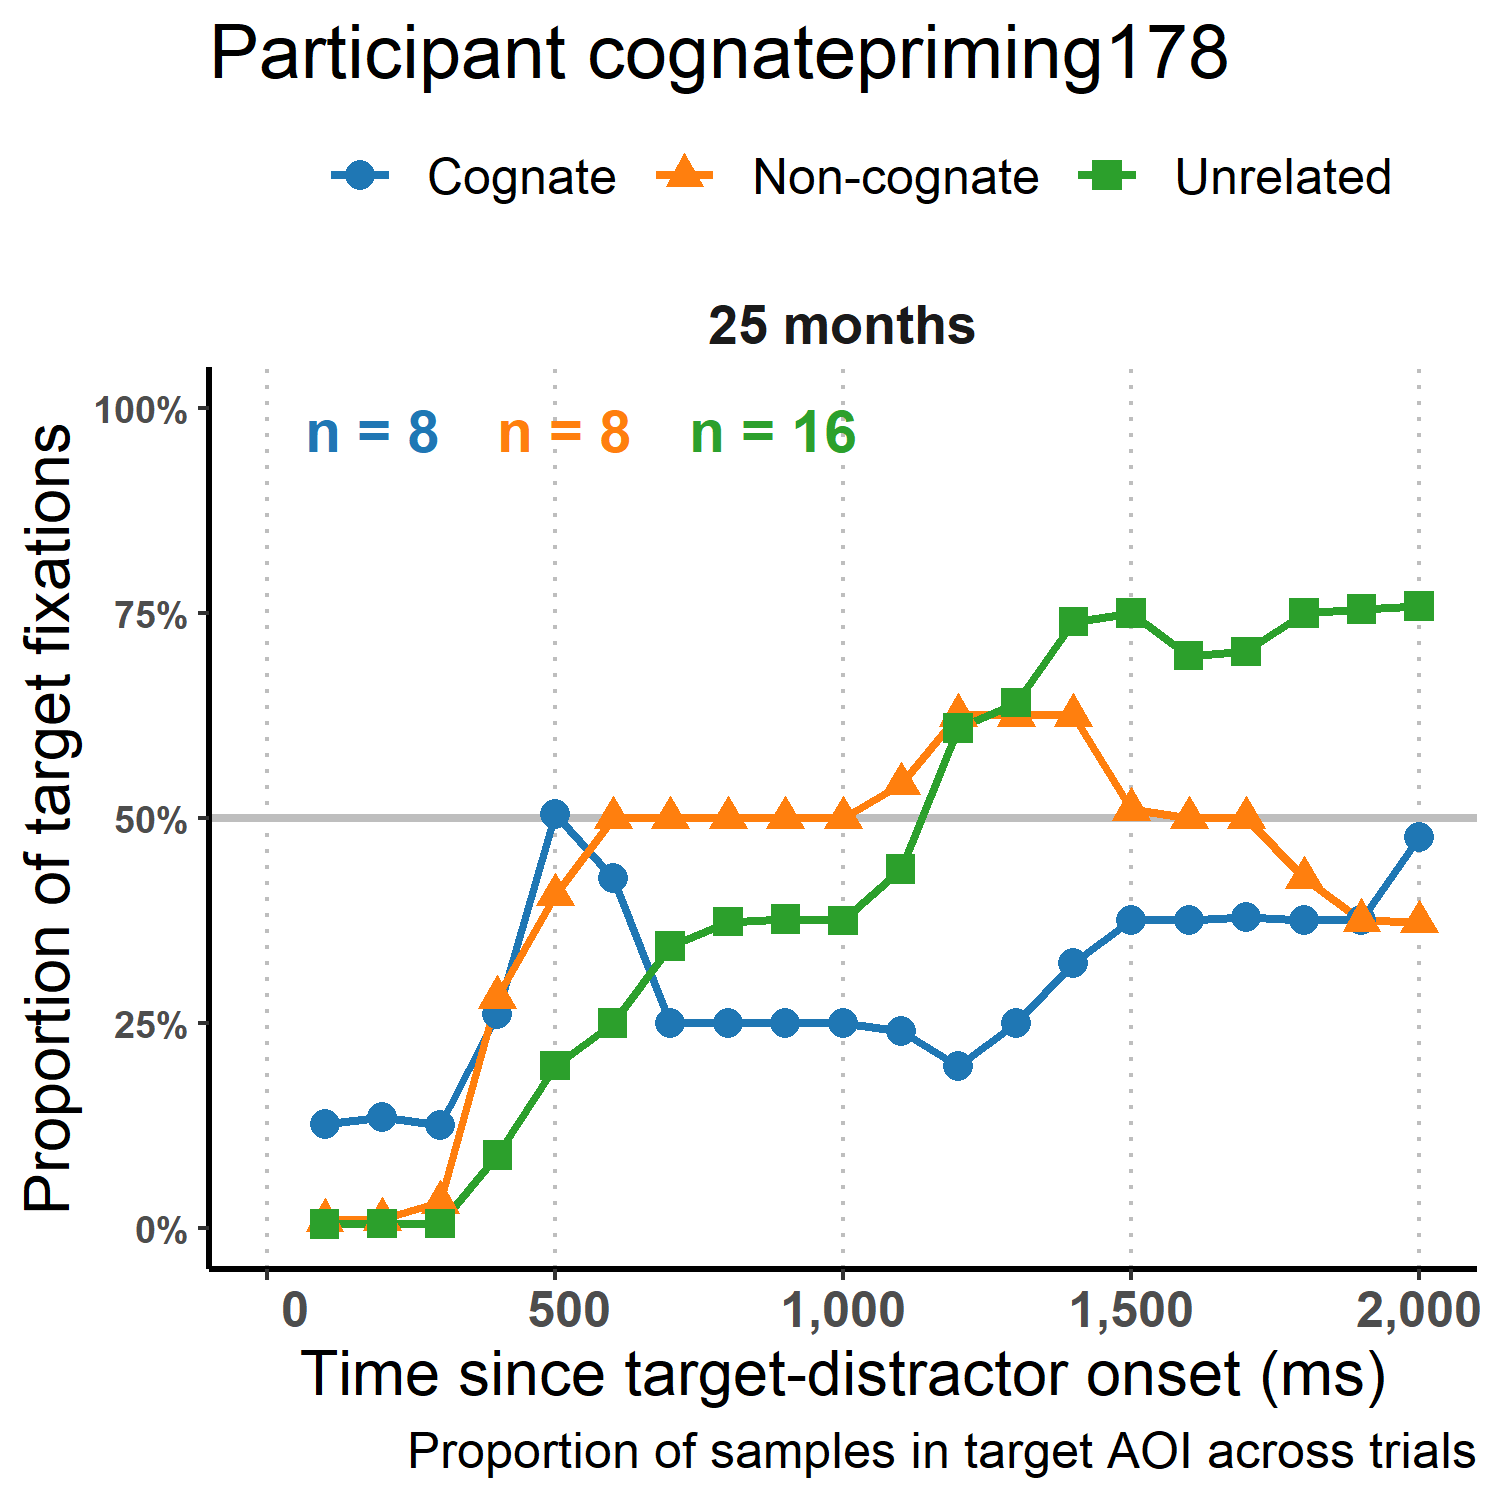 Participant cognatepriming178
Cognate Non-cognate Unrelated
25 months
n = 8 n = 8 n = 16
100%
75%
50%
25%
0%
Proportion of target fixations
0 500 1,000 1,500 2,000
Time since target-distractor onset (ms)
Proportion of samples in target AOI across trials